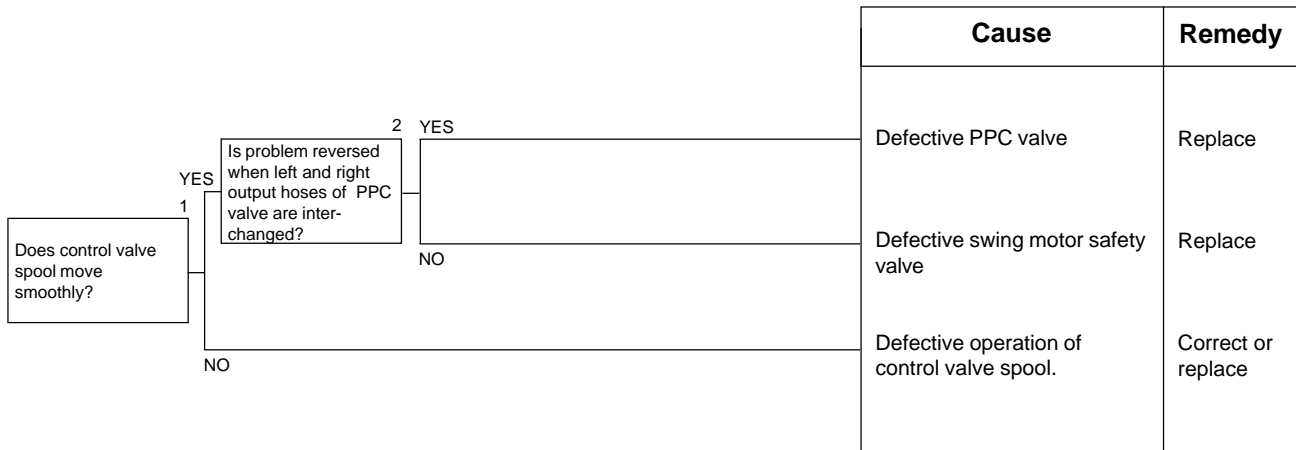 Cause
Remedy
2
YES
Is problem reversed
when left and right
output hoses of PPC
valve are inter-
changed?
Defective PPC valve
Replace
YES
1
Does control valve
spool move
smoothly?
NO
Defective swing motor safety
valve
Replace
NO
Defective operation of
control valve spool.
Correct or
replace